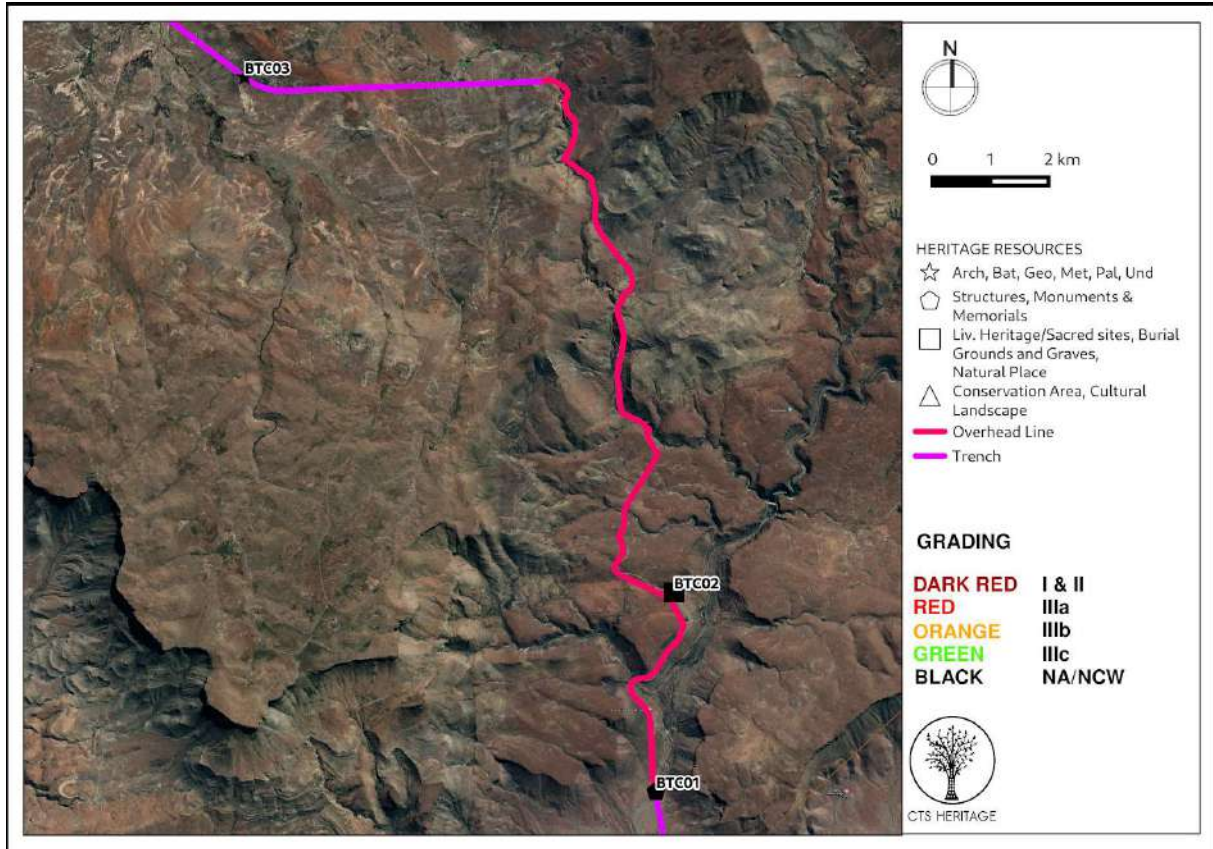 BTC03
BTC02
BTC01
N
0 1 2 km
HERITAGE RESOURCES
Arch, Bat, Geo, Met, Pal, Und
Structures, Monuments &
Memorials
Liv. Heritage/Sacred sites, Burial
Grounds and Graves,
Natural Place
Conservation Area, Cultural
Landscape
Overhead Line
Trench
GRADING
DARK RED I & II
RED IIIa
ORANGE IIIb
GREEN IIIc
BLACK NA/NCW
CTS HERITAGE